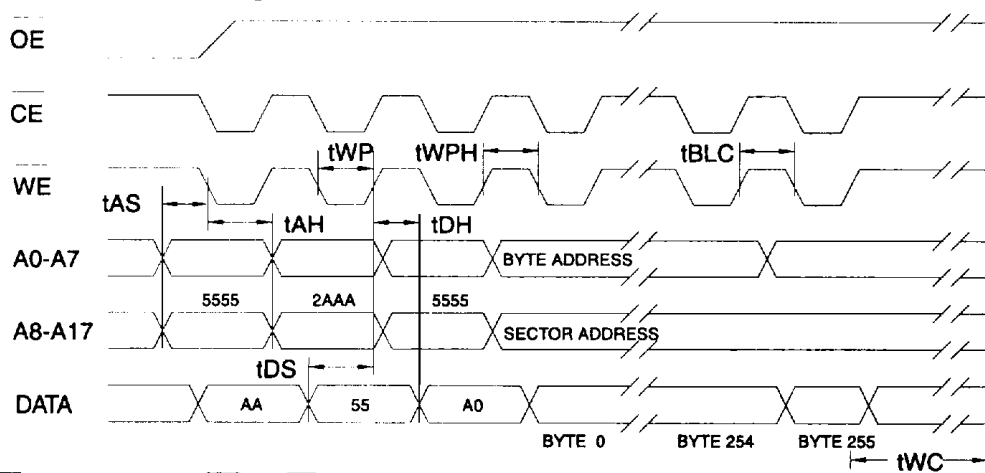 OE
CE
tWP tWPH tBLC
WE
tAS
tAH tDH
A0-A7 BYTE ADDRESS
5555 2AAA 5555
A8-A17 SECTOR ADDRESS
tDS
DATA AA 55 A0
BYTE 0 BYTE 254 BYTE 255
tWC